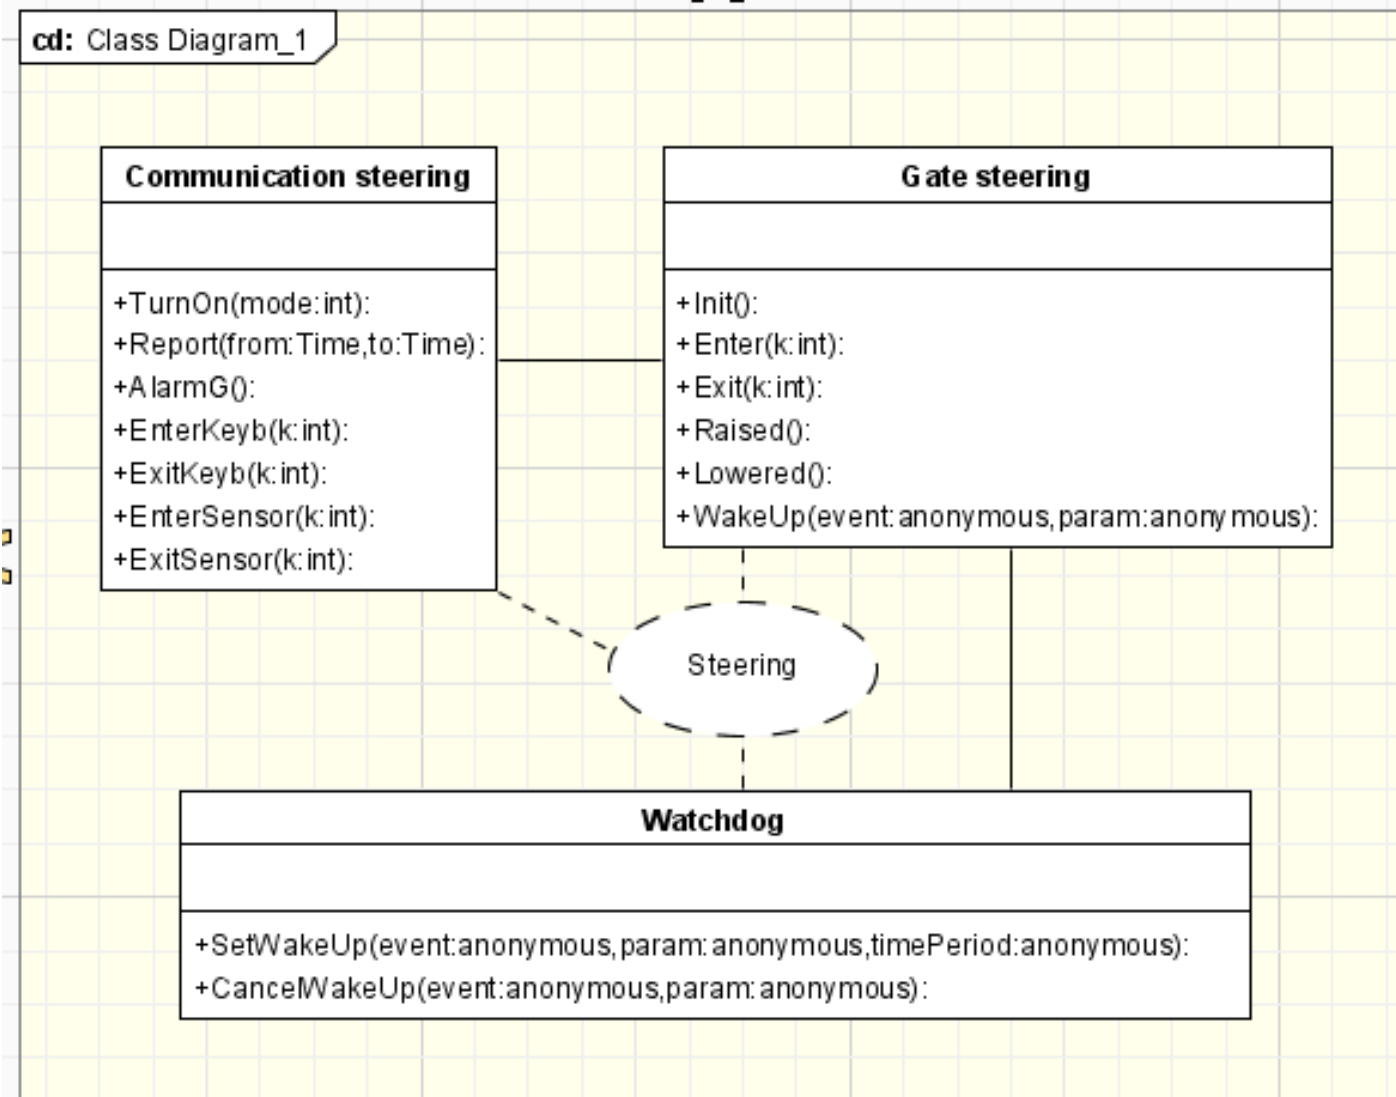 cd: Class Diagram_1
Communication steering
+TurnOn(mode:int):
+Report(from:Time,to:Time):
+AlarmG():
+EnterKeyb(k:int):
+ExitKeyb(k:int):
+EnterSensor(k:int):
+ExitSensor(k:int):
Gate steering
+Init():
+Enter(k:int):
+Exit(k:int):
+Raised():
+Lowered():
+WakeUp(event:anonymous,param:anonymous):
Steering
Watchdog
+SetWakeUp(event:anonymous,param:anonymous,timePeriod:anonymous):
+CancelWakeUp(event:anonymous,param:anonymous):